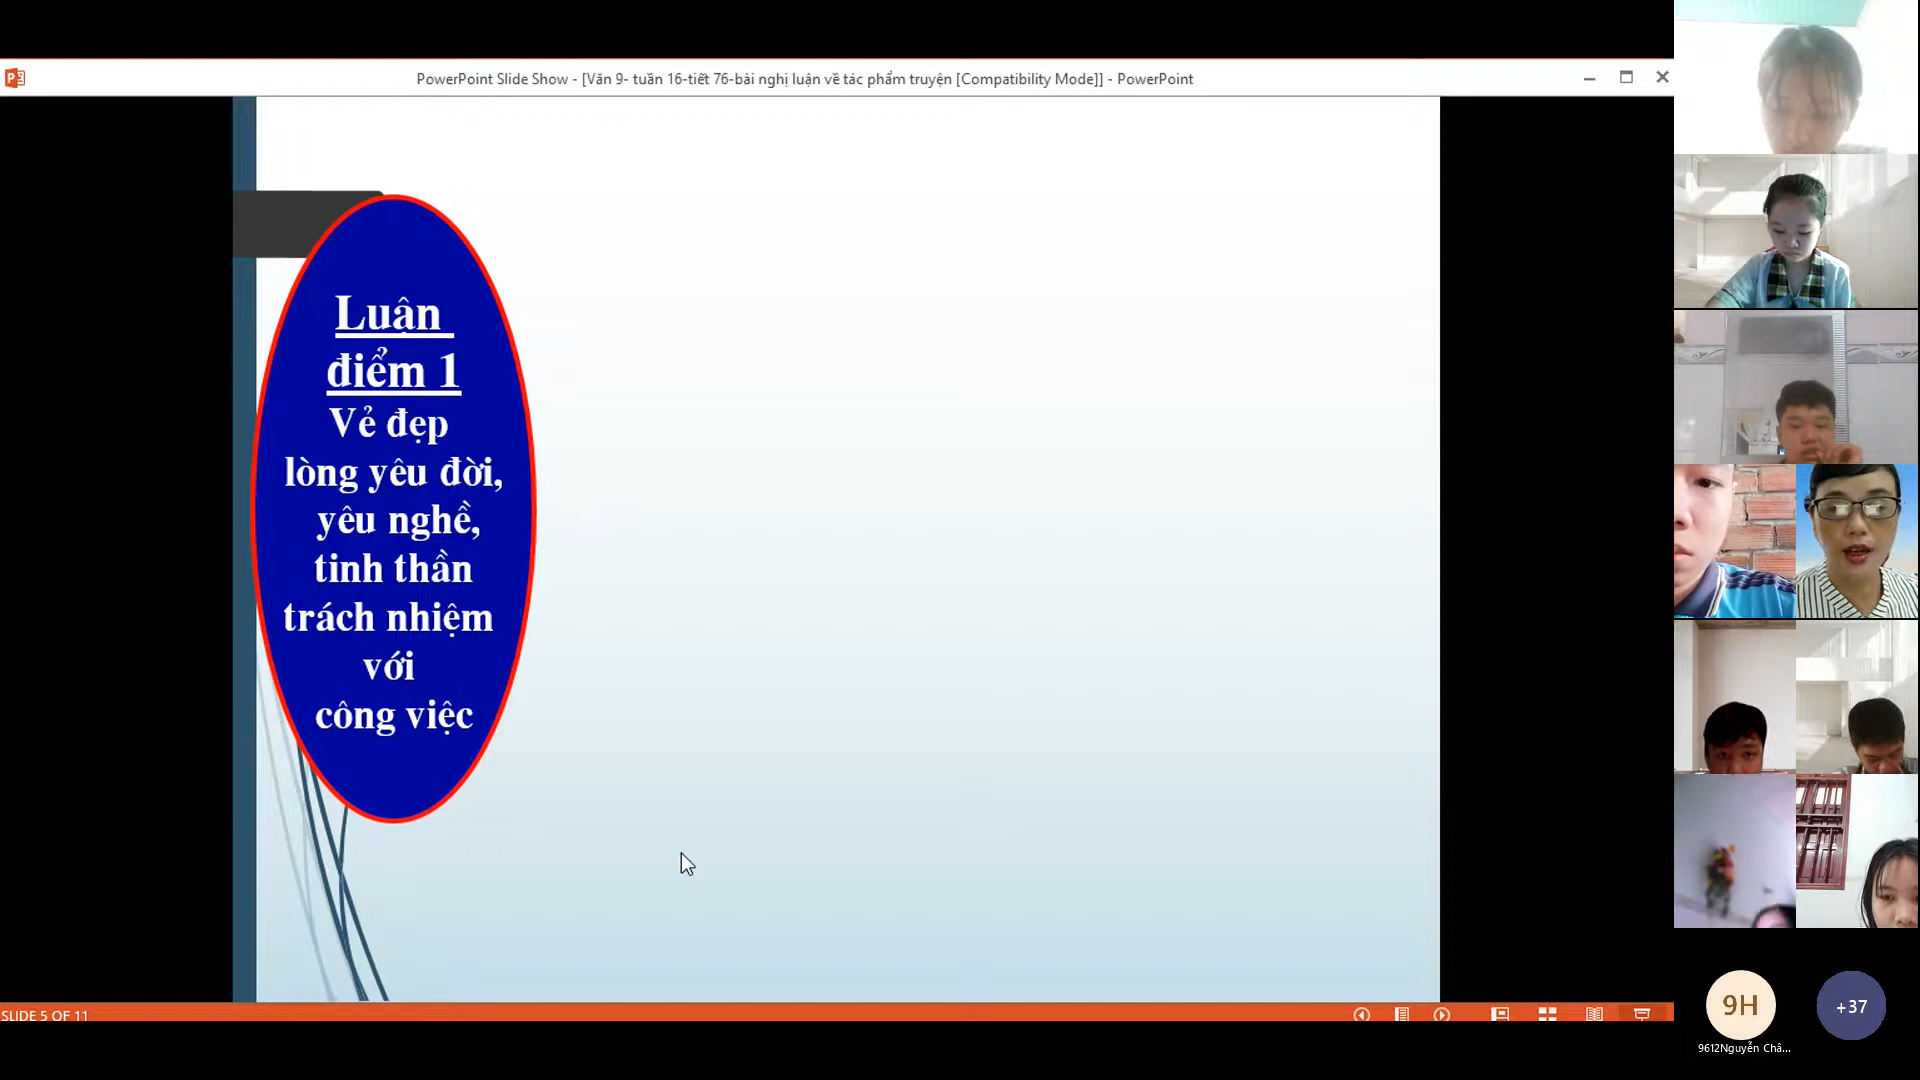 PowerPoint Slide Show - [Văn 9- tuần 16-tiết 76-bài nghị luận về tác phẩm truyện [Compatibility Mode]] - PowerPoint
Luận
điểm 1
Vẻ đẹp
lòng yêu đời,
yêu nghề,
tinh thần
trách nhiệm
với
công việc
SLIDE 5 OF 11
9H
+37
9612Nguyễn Châ...